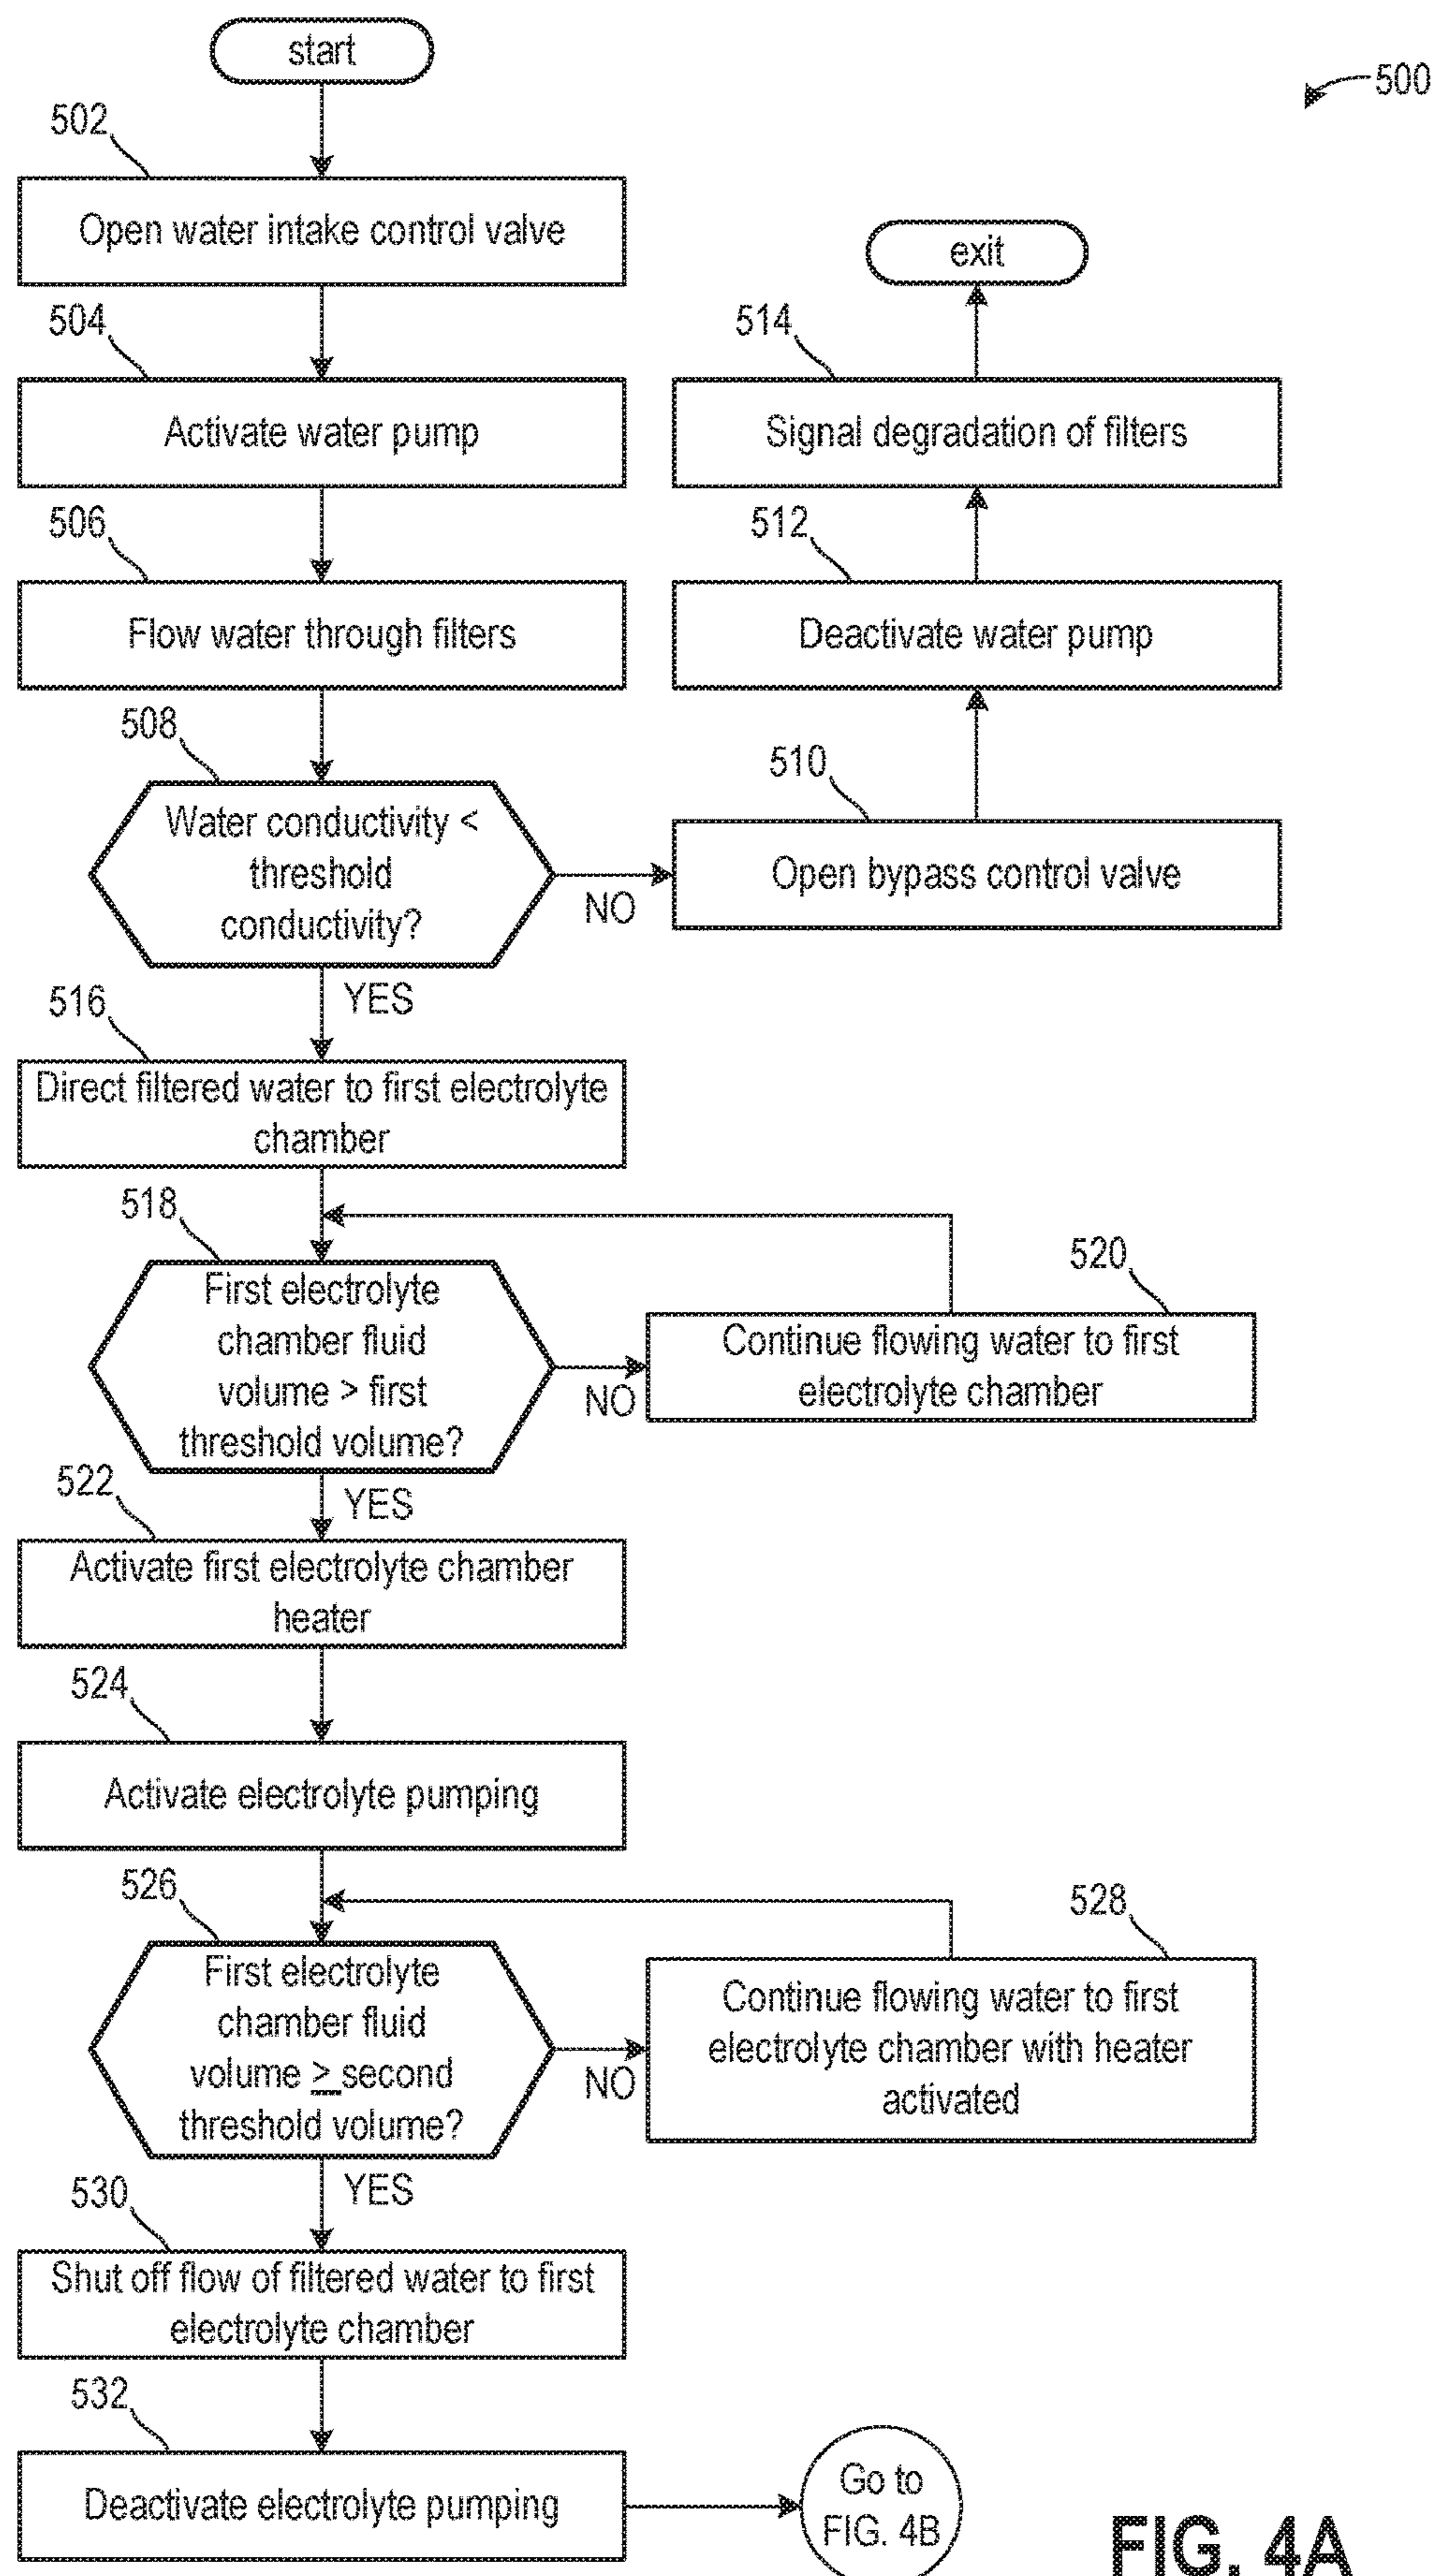 start
500
502
Open water intake control valve
exit
504
Activate water pump
514
Signal degradation of filters
506
Flow water through filters
512
Deactivate water pump
508
Water conductivity <
threshold
conductivity?
NO
510
Open bypass control valve
YES
516
Direct filtered water to first electrolyte
chamber
518
First electrolyte
chamber fluid
volume > first
threshold volume?
NO
520
Continue flowing water to first
electrolyte chamber
YES
522
Activate first electrolyte chamber
heater
524
Activate electrolyte pumping
526
First electrolyte
chamber fluid
volume ≥ second
threshold volume?
NO
528
Continue flowing water to first
electrolyte chamber with heater
activated
YES
530
Shut off flow of filtered water to first
electrolyte chamber
532
Deactivate electrolyte pumping
Go to
FIG. 4B
FIG. 4A